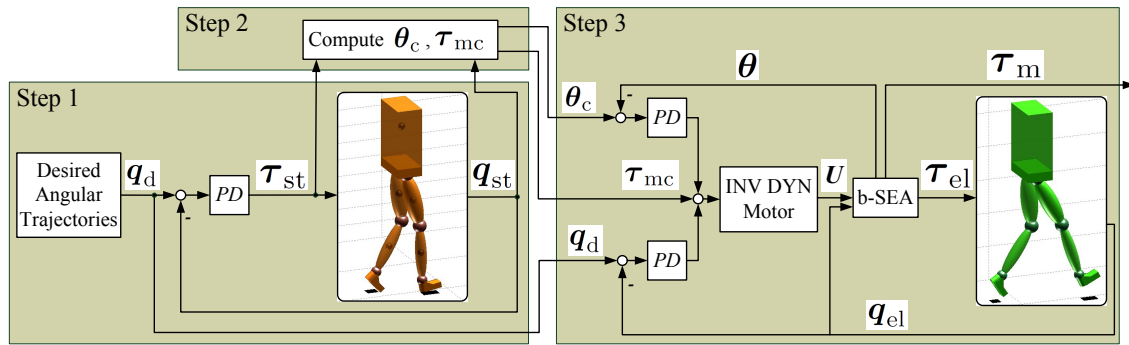 Step 1
Desired
Angular
Trajectories
q_d
-
PD
τ_st
q_st
Step 2
Compute θ_c , τ_mc
Step 3
θ_c
-
PD
θ
τ_m
τ_mc
INV DYN
Motor
U
b-SEA
τ_el
q_d
-
PD
q_el